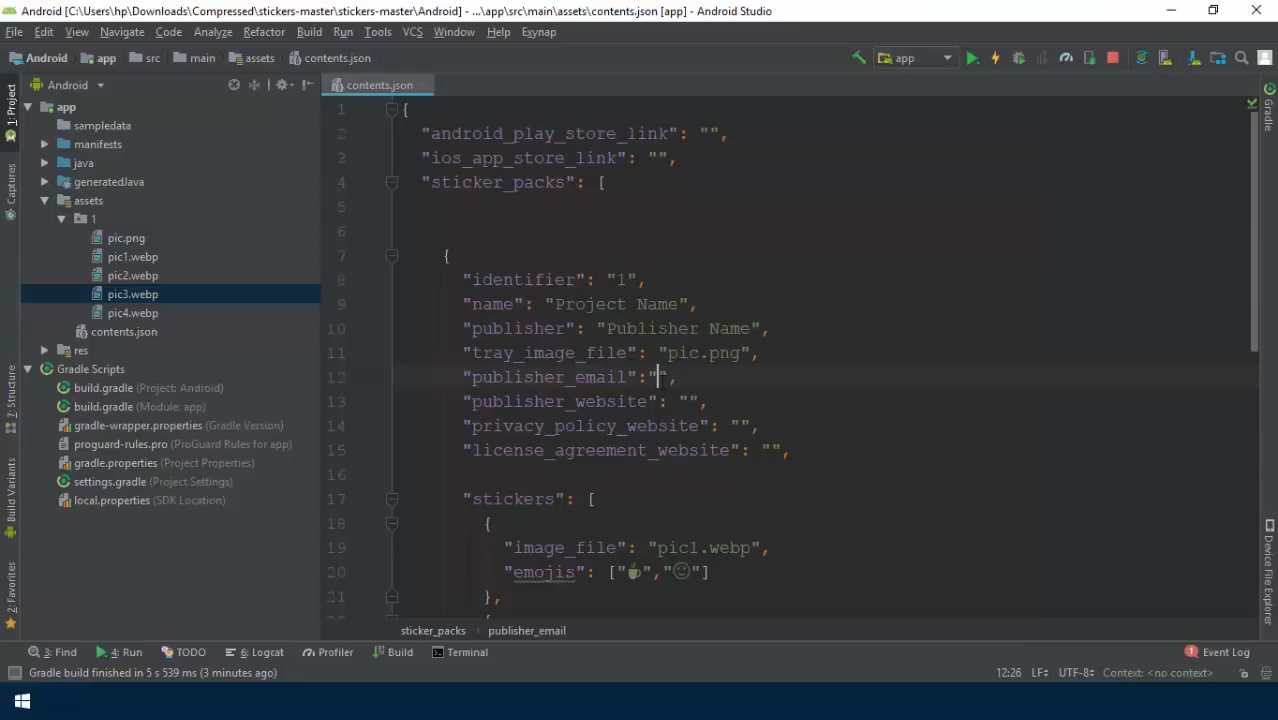 Android [C:\Users\hp\Downloads\Compressed\stickers-master\stickers-master\Android] - ...\app\src\main\assets\contents.json [app] - Android Studio
File Edit View Navigate Code Analyze Refactor Build Run Tools VCS Window Help Exynap
Android app src main assets contents.json app
Android contents.json
1: Project
Captures
7: Structure
Build Variants
2: Favorites
app
sampledata
manifests
java
generatedJava
assets
1
pic.png
pic1.webp
pic2.webp
pic3.webp
pic4.webp
contents.json
res
Gradle Scripts
build.gradle (Project: Android)
build.gradle (Module: app)
gradle-wrapper.properties (Gradle Version)
proguard-rules.pro (ProGuard Rules for app)
gradle.properties (Project Properties)
settings.gradle (Project Settings)
local.properties (SDK Location)
1 {
2 "android_play_store_link": "",
3 "ios_app_store_link": "",
4 "sticker_packs": [
5
6
7 {
8 "identifier": "1",
9 "name": "Project Name",
10 "publisher": "Publisher Name",
11 "tray_image_file": "pic.png",
12 "publisher_email":"",
13 "publisher_website": "",
14 "privacy_policy_website": "",
15 "license_agreement_website": "",
16
17 "stickers": [
18 {
19 "image_file": "pic1.webp",
20 "emojis": ["☕","🙂"]
21 },
{
Gradle
Device File Explorer
sticker_packs publisher_email
3: Find 4: Run TODO 6: Logcat Profiler Build Terminal 1 Event Log
Gradle build finished in 5 s 539 ms (3 minutes ago) 12:26 LF UTF-8 Context: <no context>